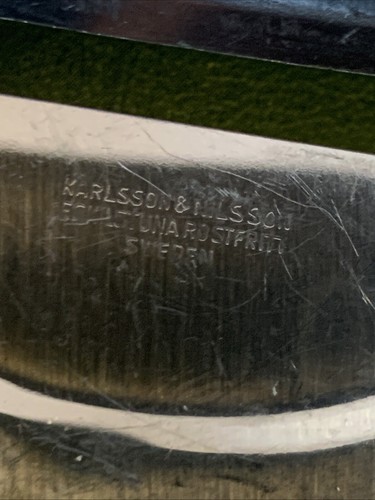 KARLSSON & NILSSON
ESKILSTUNA ROSTFRITT
SWEDEN